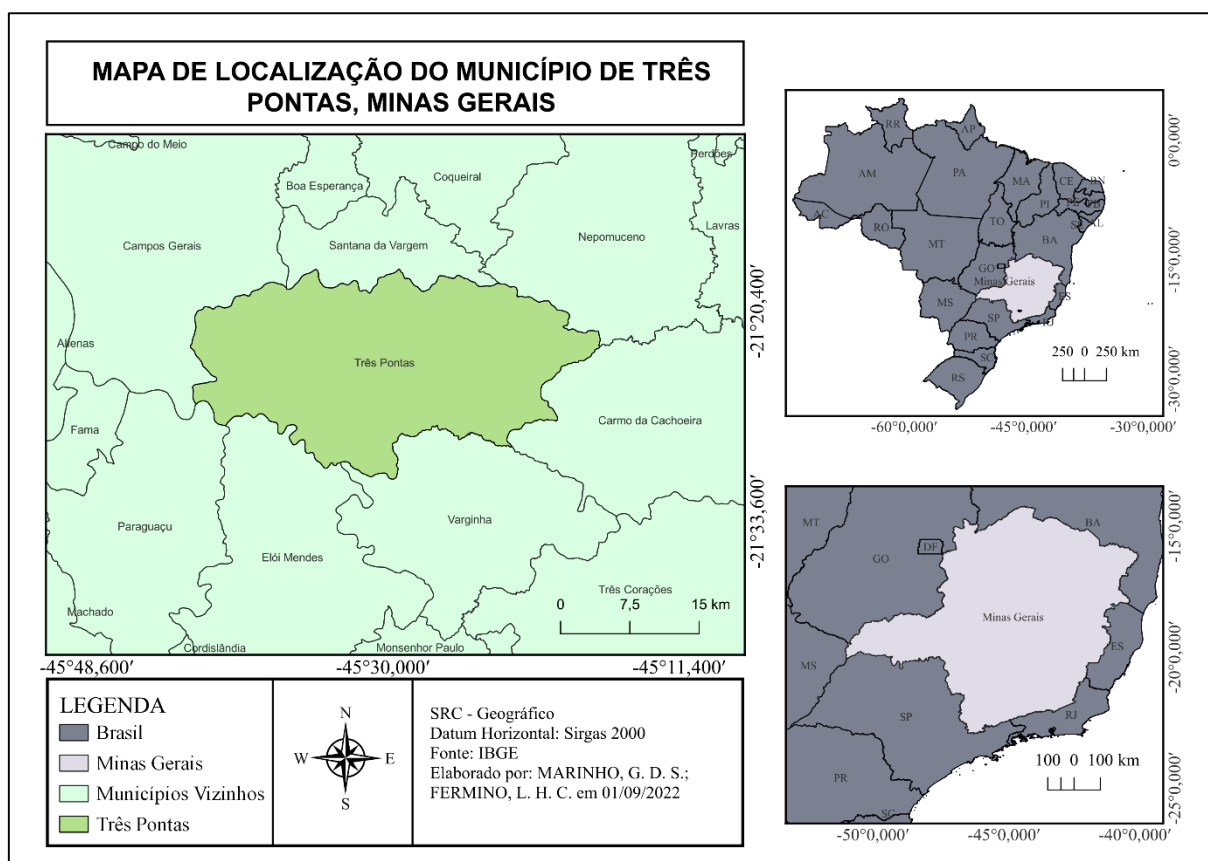 MAPA DE LOCALIZAÇÃO DO MUNICÍPIO DE TRÊS
PONTAS, MINAS GERAIS
Campo do Meio
Perdões
Boa Esperança
Coqueiral
Campos Gerais
Santana da Vargem
Nepomuceno
Lavras
Alfenas
Três Pontas
Fama
Carmo da Cachoeira
Paraguaçu
Elói Mendes
Varginha
Três Corações
Machado
Cordislândia
Monsenhor Paulo
0 7,5 15 km
-21°20,400'
-21°33,600'
-45°48,600' -45°30,000' -45°11,400'
LEGENDA
Brasil
Minas Gerais
Municípios Vizinhos
Três Pontas
N
W E
S
SRC - Geográfico
Datum Horizontal: Sirgas 2000
Fonte: IBGE
Elaborado por: MARINHO, G. D. S.;
FERMINO, L. H. C. em 01/09/2022
RR AP
AM PA MA CE RN
PI PE PB
AC TO AL
RO SE
MT BA
GO
Minas Gerais
MS ES
SP RJ
PR
SC
RS
250 0 250 km
0°0,000'
-15°0,000'
-30°0,000'
-60°0,000' -45°0,000' -30°0,000'
MT BA
GO DF
Minas Gerais
MS ES
SP RJ
PR
SC
100 0 100 km
-15°0,000'
-20°0,000'
-25°0,000'
-50°0,000' -45°0,000' -40°0,000'